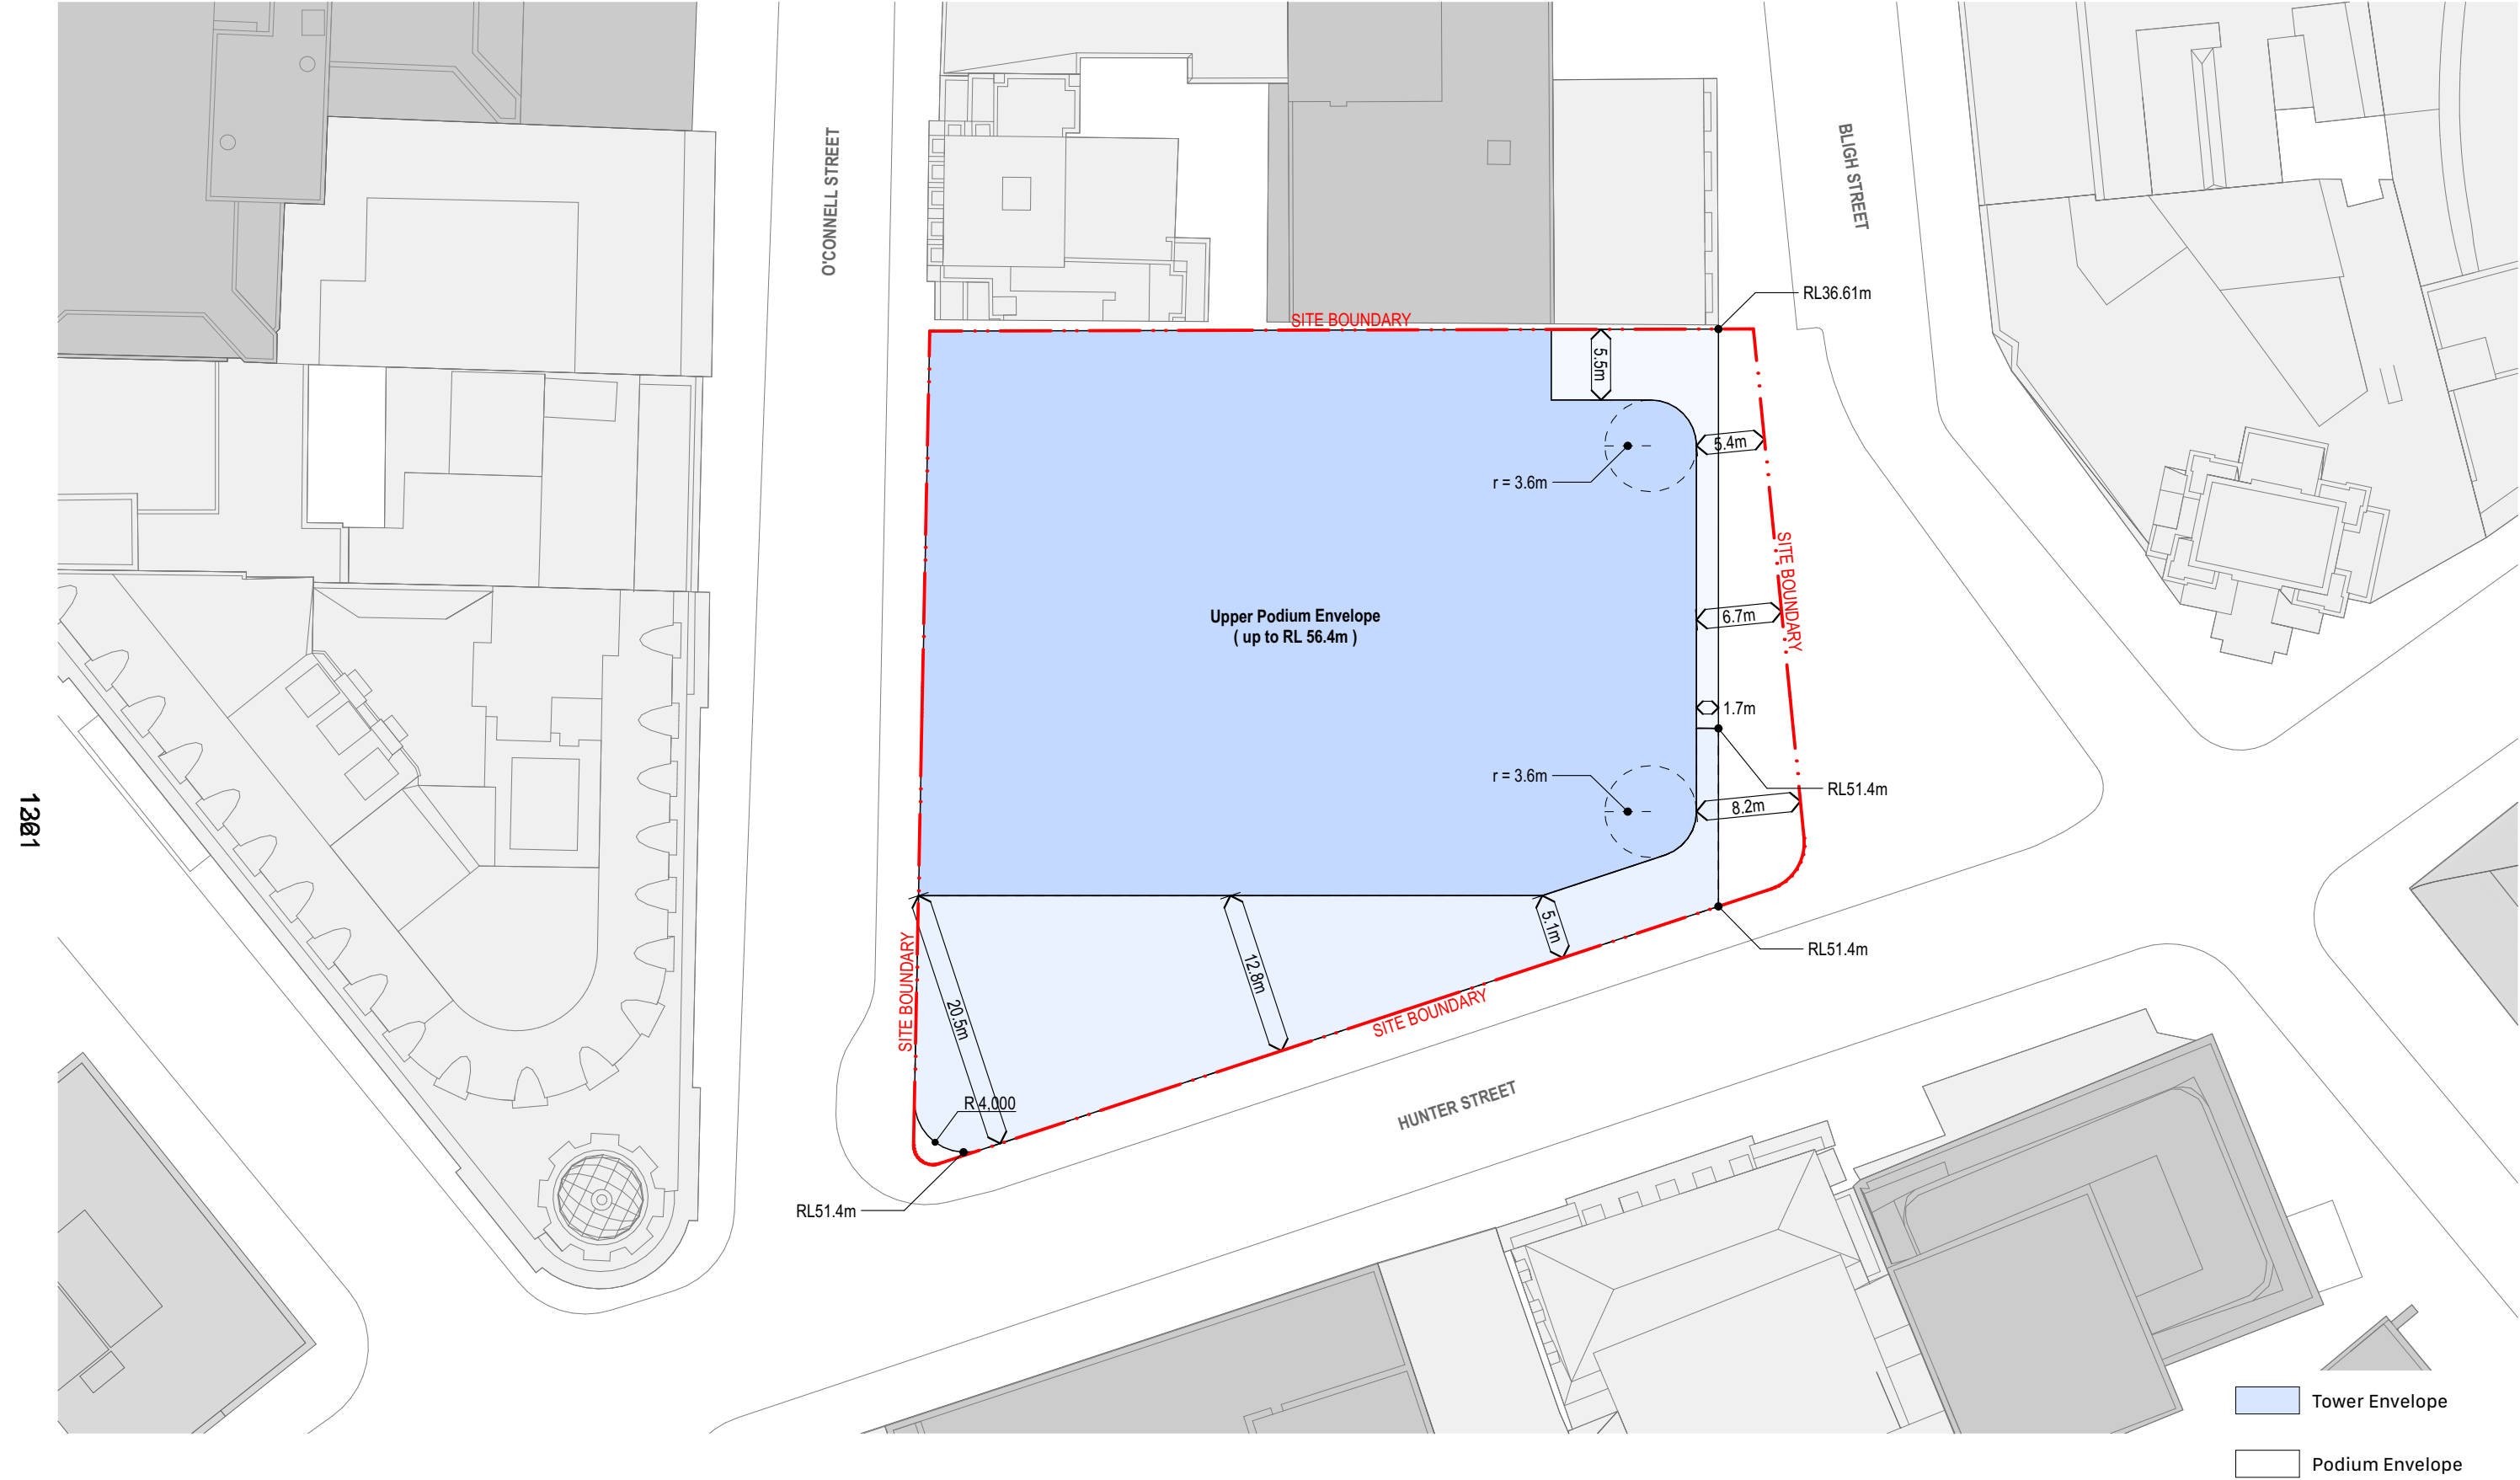 O'CONNELL STREET
BLIGH STREET
RL36.61m
SITE BOUNDARY
5.5m
5.4m
r = 3.6m
SITE BOUNDARY
Upper Podium Envelope
( up to RL 56.4m )
6.7m
1.7m
r = 3.6m
RL51.4m
8.2m
5.1m
SITE BOUNDARY
RL51.4m
12.8m
20.5m
SITE BOUNDARY
R 4,000
HUNTER STREET
RL51.4m
Tower Envelope
Podium Envelope